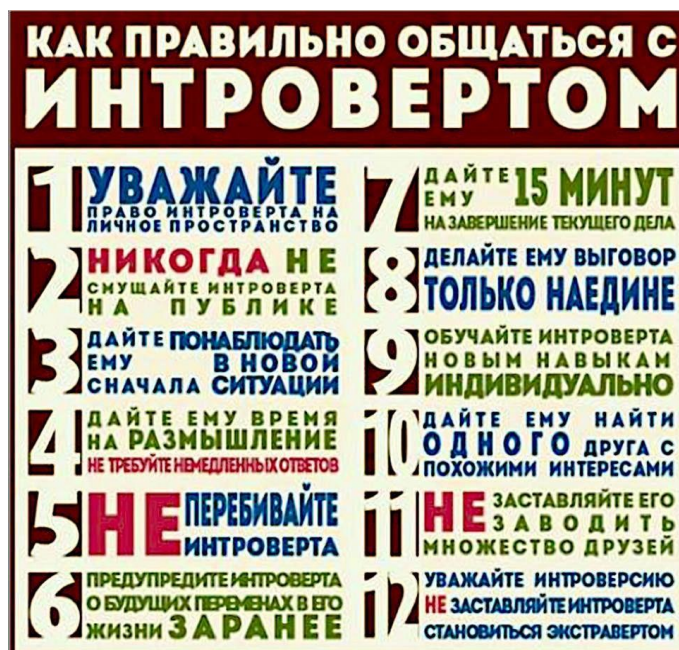 КАК ПРАВИЛЬНО ОБЩАТЬСЯ С
ИНТРОВЕРТОМ
1 УВАЖАЙТЕ
ПРАВО ИНТРОВЕРТА НА
ЛИЧНОЕ ПРОСТРАНСТВО
2 НИКОГДА НЕ
СМУЩАЙТЕ ИНТРОВЕРТА
НА ПУБЛИКЕ
3 ДАЙТЕ ПОНАБЛЮДАТЬ
ЕМУ В НОВОЙ
СНАЧАЛА СИТУАЦИИ
4 ДАЙТЕ ЕМУ ВРЕМЯ
НА РАЗМЫШЛЕНИЕ
НЕ ТРЕБУЙТЕ НЕМЕДЛЕННЫХ ОТВЕТОВ
5 НЕ ПЕРЕБИВАЙТЕ
ИНТРОВЕРТА
6 ПРЕДУПРЕДИТЕ ИНТРОВЕРТА
О БУДУЩИХ ПЕРЕМЕНАХ В ЕГО
ЖИЗНИ ЗАРАНЕЕ
7 ДАЙТЕ ЕМУ 15 МИНУТ
НА ЗАВЕРШЕНИЕ ТЕКУЩЕГО ДЕЛА
8 ДЕЛАЙТЕ ЕМУ ВЫГОВОР
ТОЛЬКО НАЕДИНЕ
9 ОБУЧАЙТЕ ИНТРОВЕРТА
НОВЫМ НАВЫКАМ
ИНДИВИДУАЛЬНО
10 ДАЙТЕ ЕМУ НАЙТИ
ОДНОГО ДРУГА С
ПОХОЖИМИ ИНТЕРЕСАМИ
11 НЕ ЗАСТАВЛЯЙТЕ ЕГО
ЗАВОДИТЬ
МНОЖЕСТВО ДРУЗЕЙ
12 УВАЖАЙТЕ ИНТРОВЕРСИЮ
НЕ ЗАСТАВЛЯЙТЕ ИНТРОВЕРТА
СТАНОВИТЬСЯ ЭКСТРАВЕРТОМ